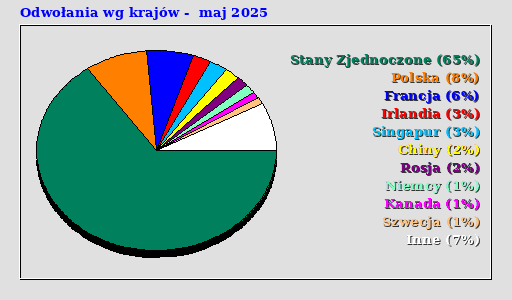 Odwołania wg krajów -  maj 2025
Stany Zjednoczone (65%)
Polska (8%)
Francja (6%)
Irlandia (3%)
Singapur (3%)
Chiny (2%)
Rosja (2%)
Niemcy (1%)
Kanada (1%)
Szwecja (1%)
Inne (7%)